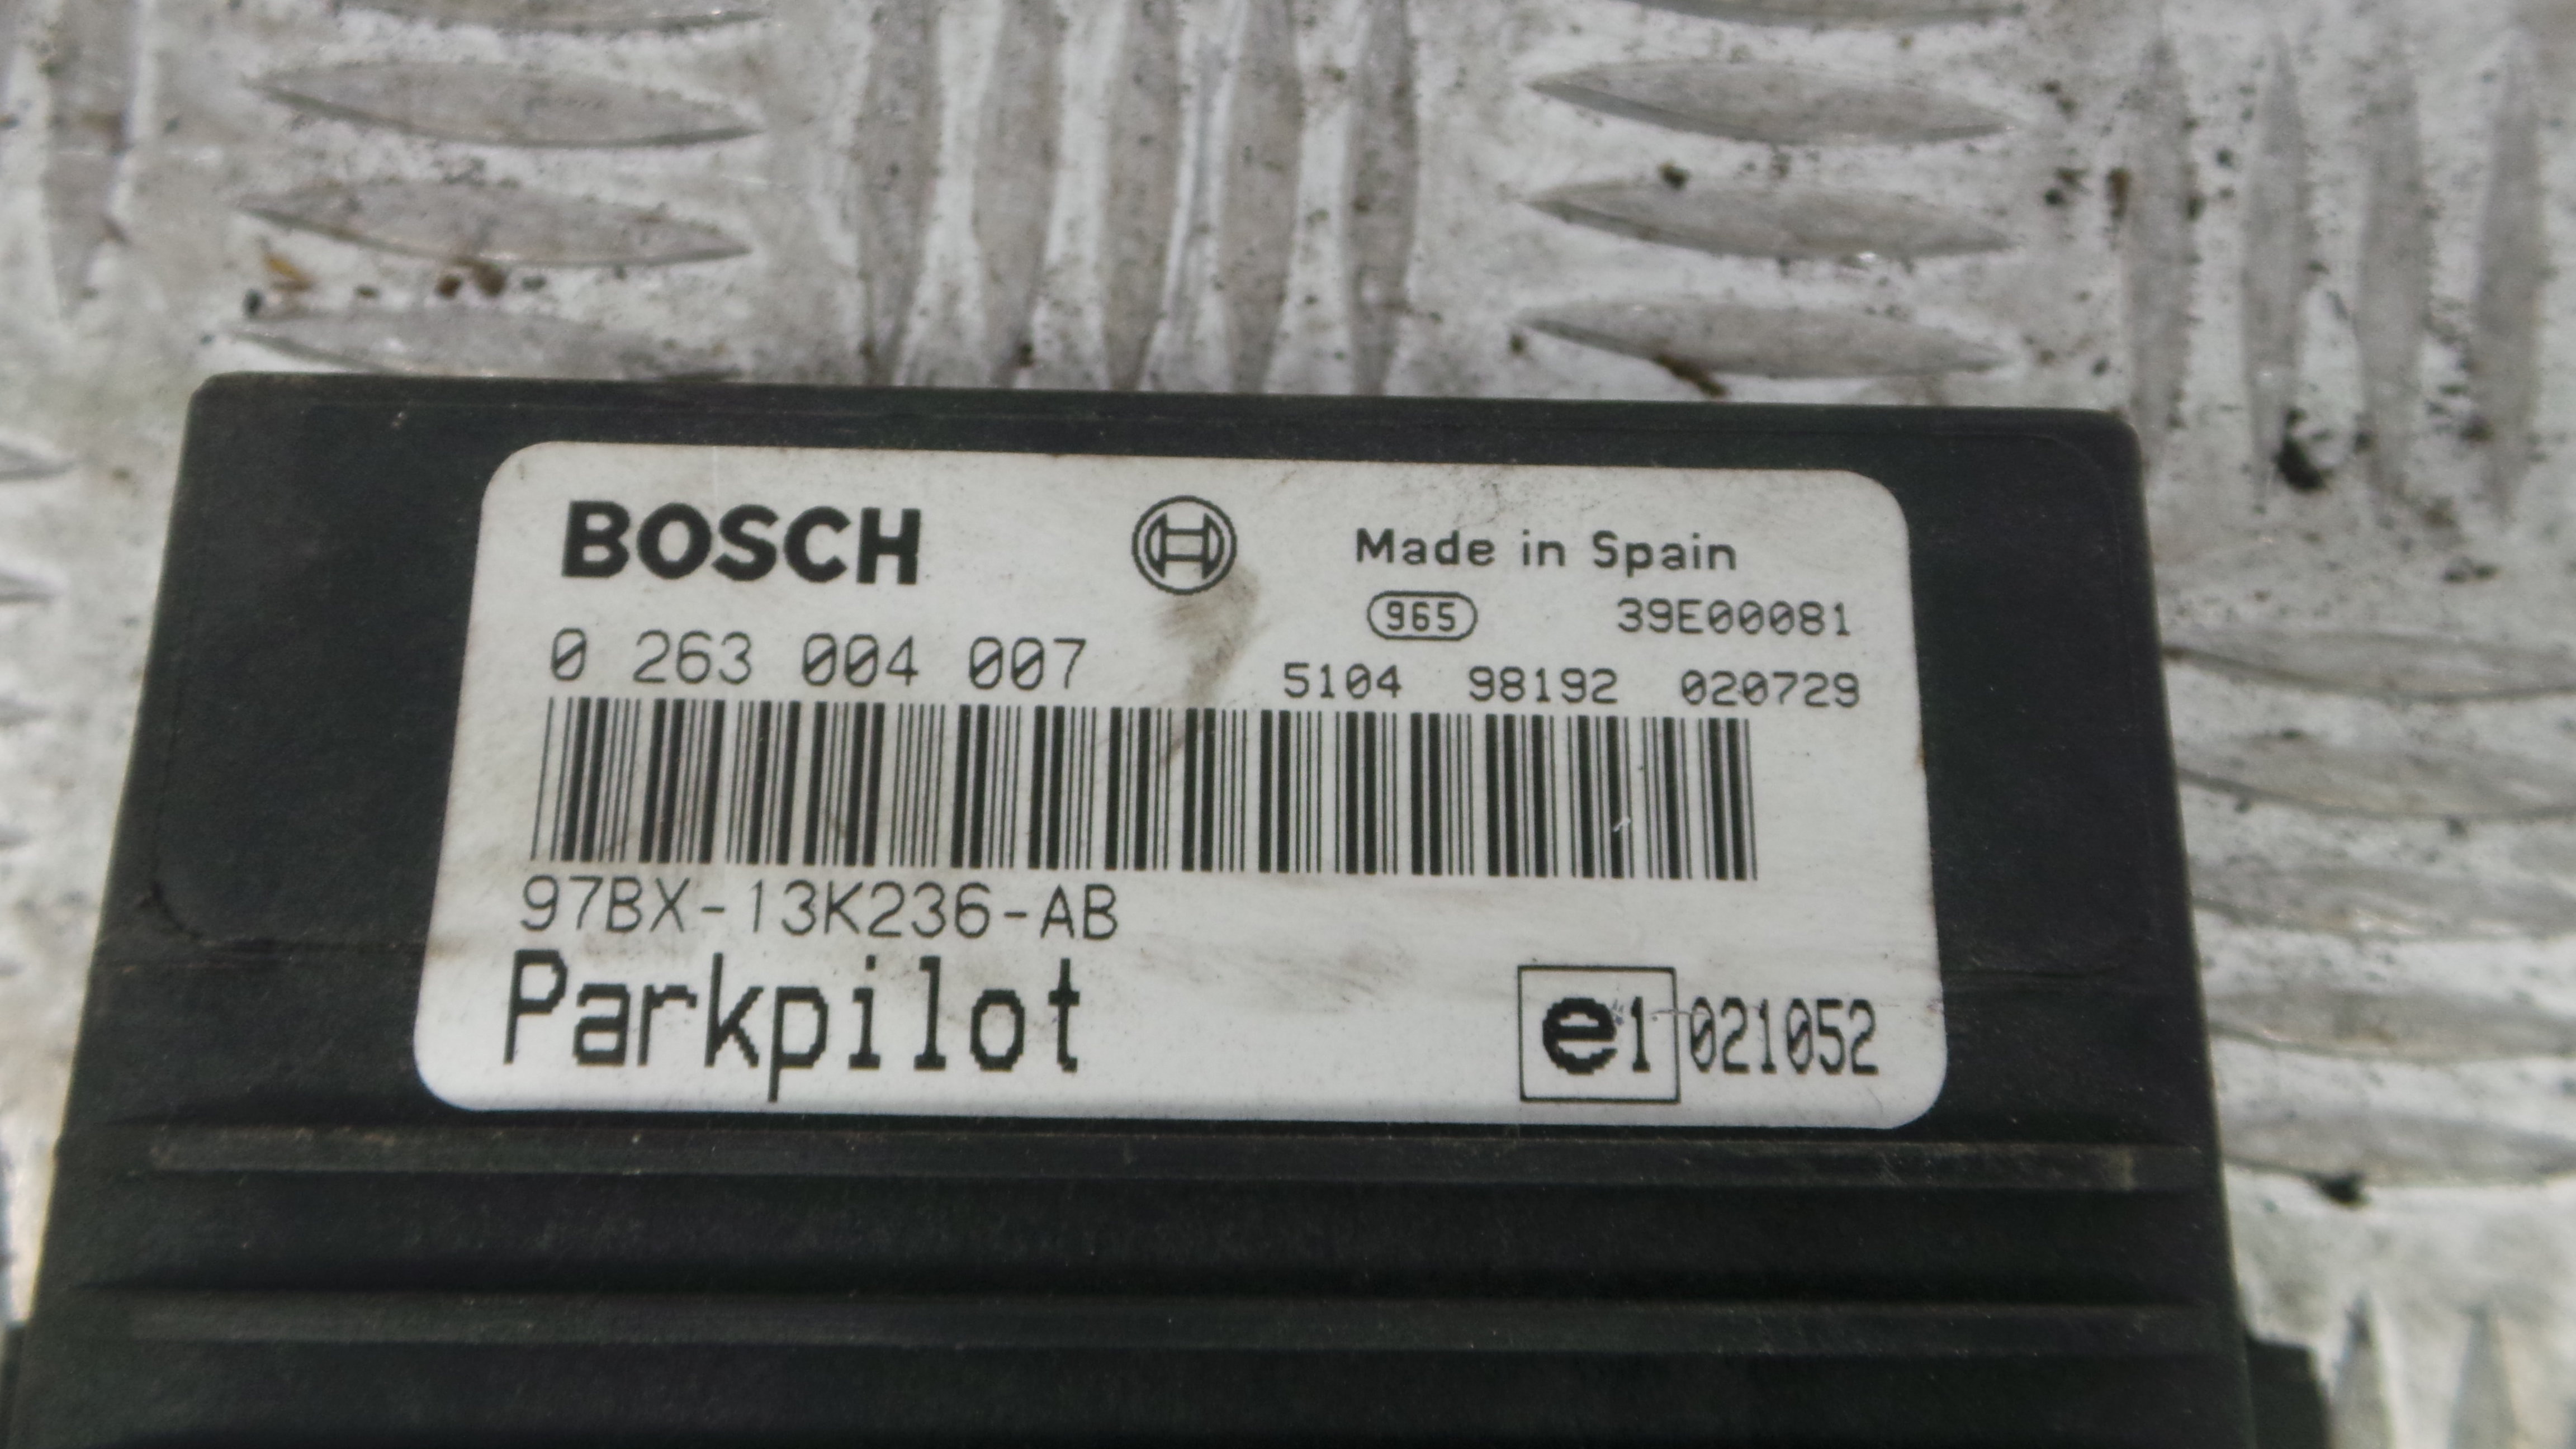 BOSCH Made in Spain
965 39E00081
0 263 004 007 5104 98192 020729
97BX-13K236-AB
Parkpilot e1 021052